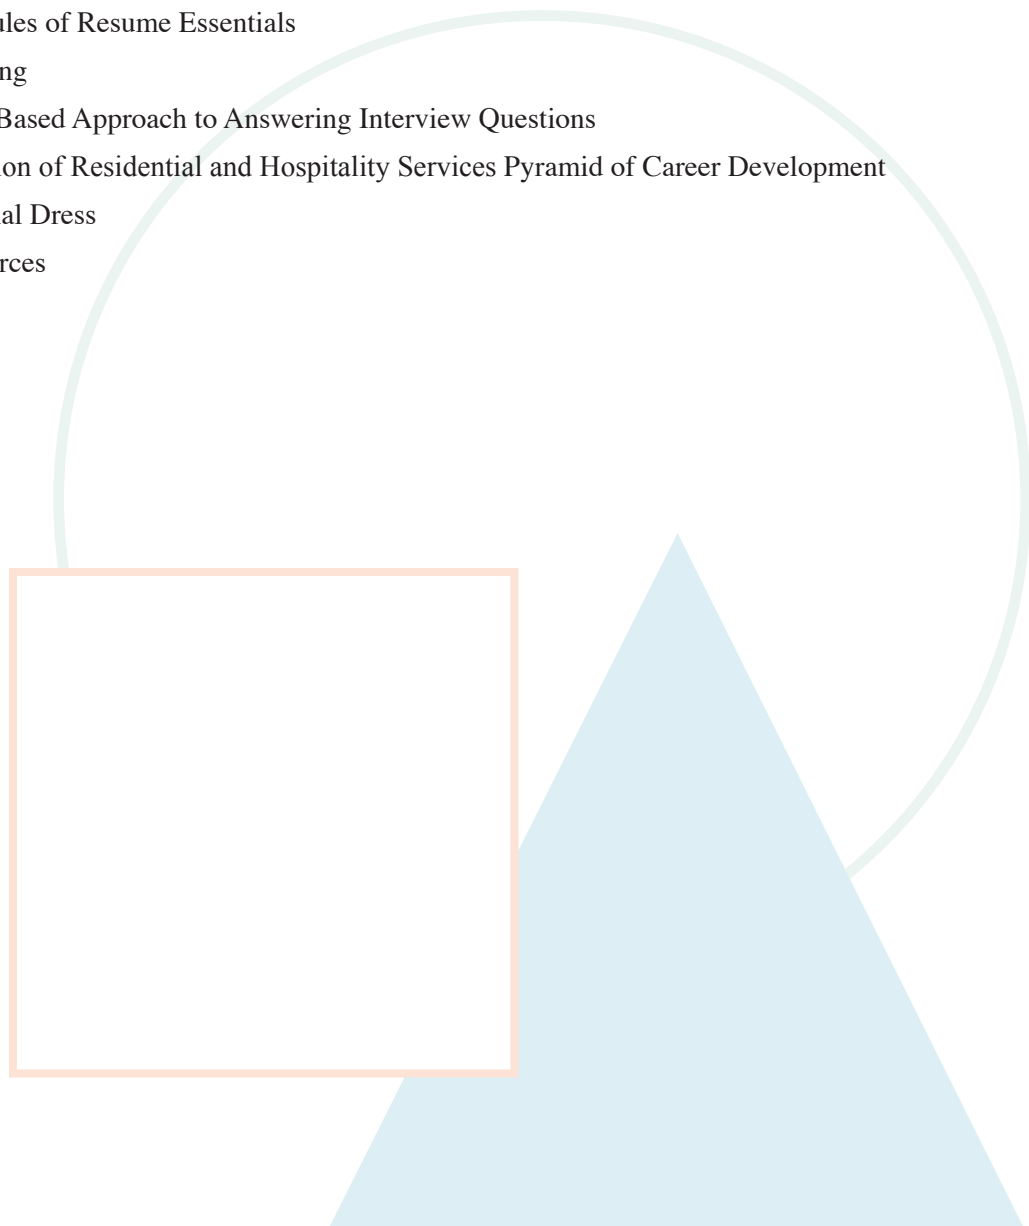 ules of Resume Essentials
ng
Based Approach to Answering Interview Questions
ion of Residential and Hospitality Services Pyramid of Career Development
al Dress
rces